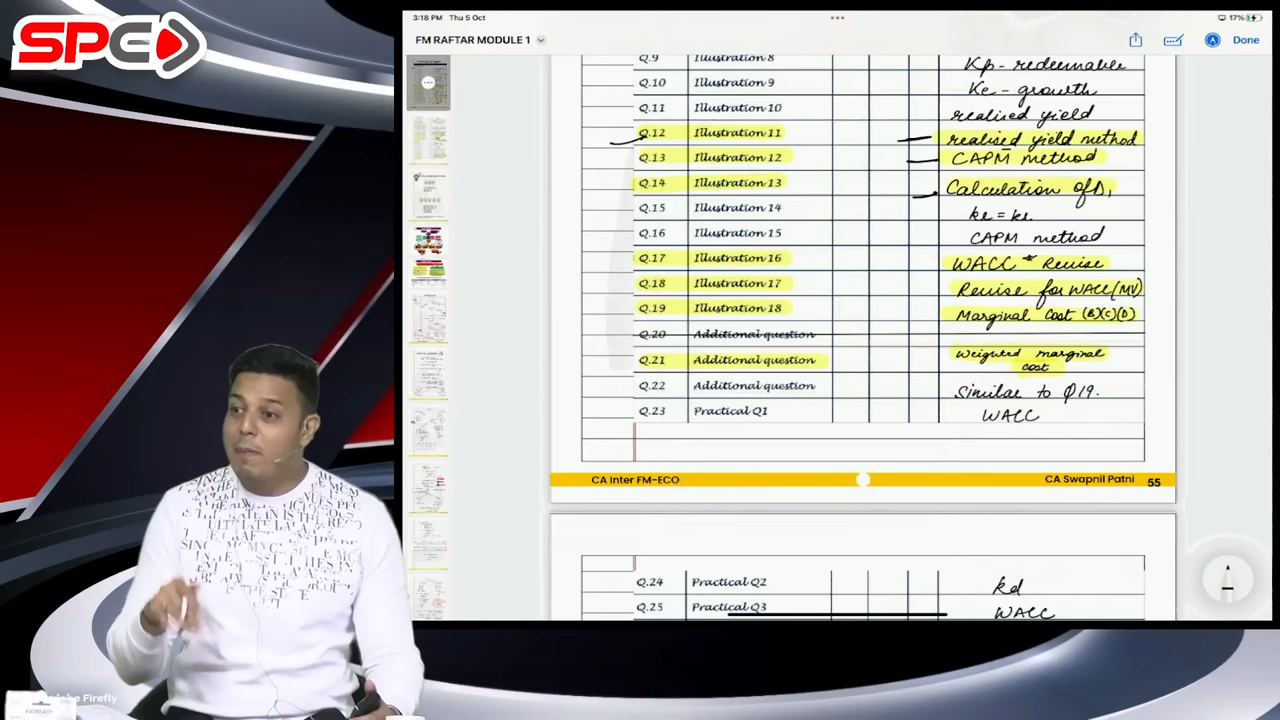 SPC
3:18 PM Thu 5 Oct
17%
FM RAFTAR MODULE 1
Done
Q.9 Illustration 8 Kp - redeemable
Q.10 Illustration 9 Ke - growth
Q.11 Illustration 10 realised yield
Q.12 Illustration 11 realised yield method
Q.13 Illustration 12 CAPM method
Q.14 Illustration 13 Calculation of D1
Q.15 Illustration 14 ke = kr
Q.16 Illustration 15 CAPM method
Q.17 Illustration 16 WACC * Revise
Q.18 Illustration 17 Revise for WACC (MV)
Q.19 Illustration 18 Marginal Cost (B)(C)(D)
Q.20 Additional question
Q.21 Additional question Weighted marginal cost
Q.22 Additional question Similar to Q19.
Q.23 Practical Q1 WACC
CA Inter FM-ECO CA Swapnil Patni 55
Q.24 Practical Q2 kd
Q.25 Practical Q3 WACC
Adobe Firefly
EVEREADY